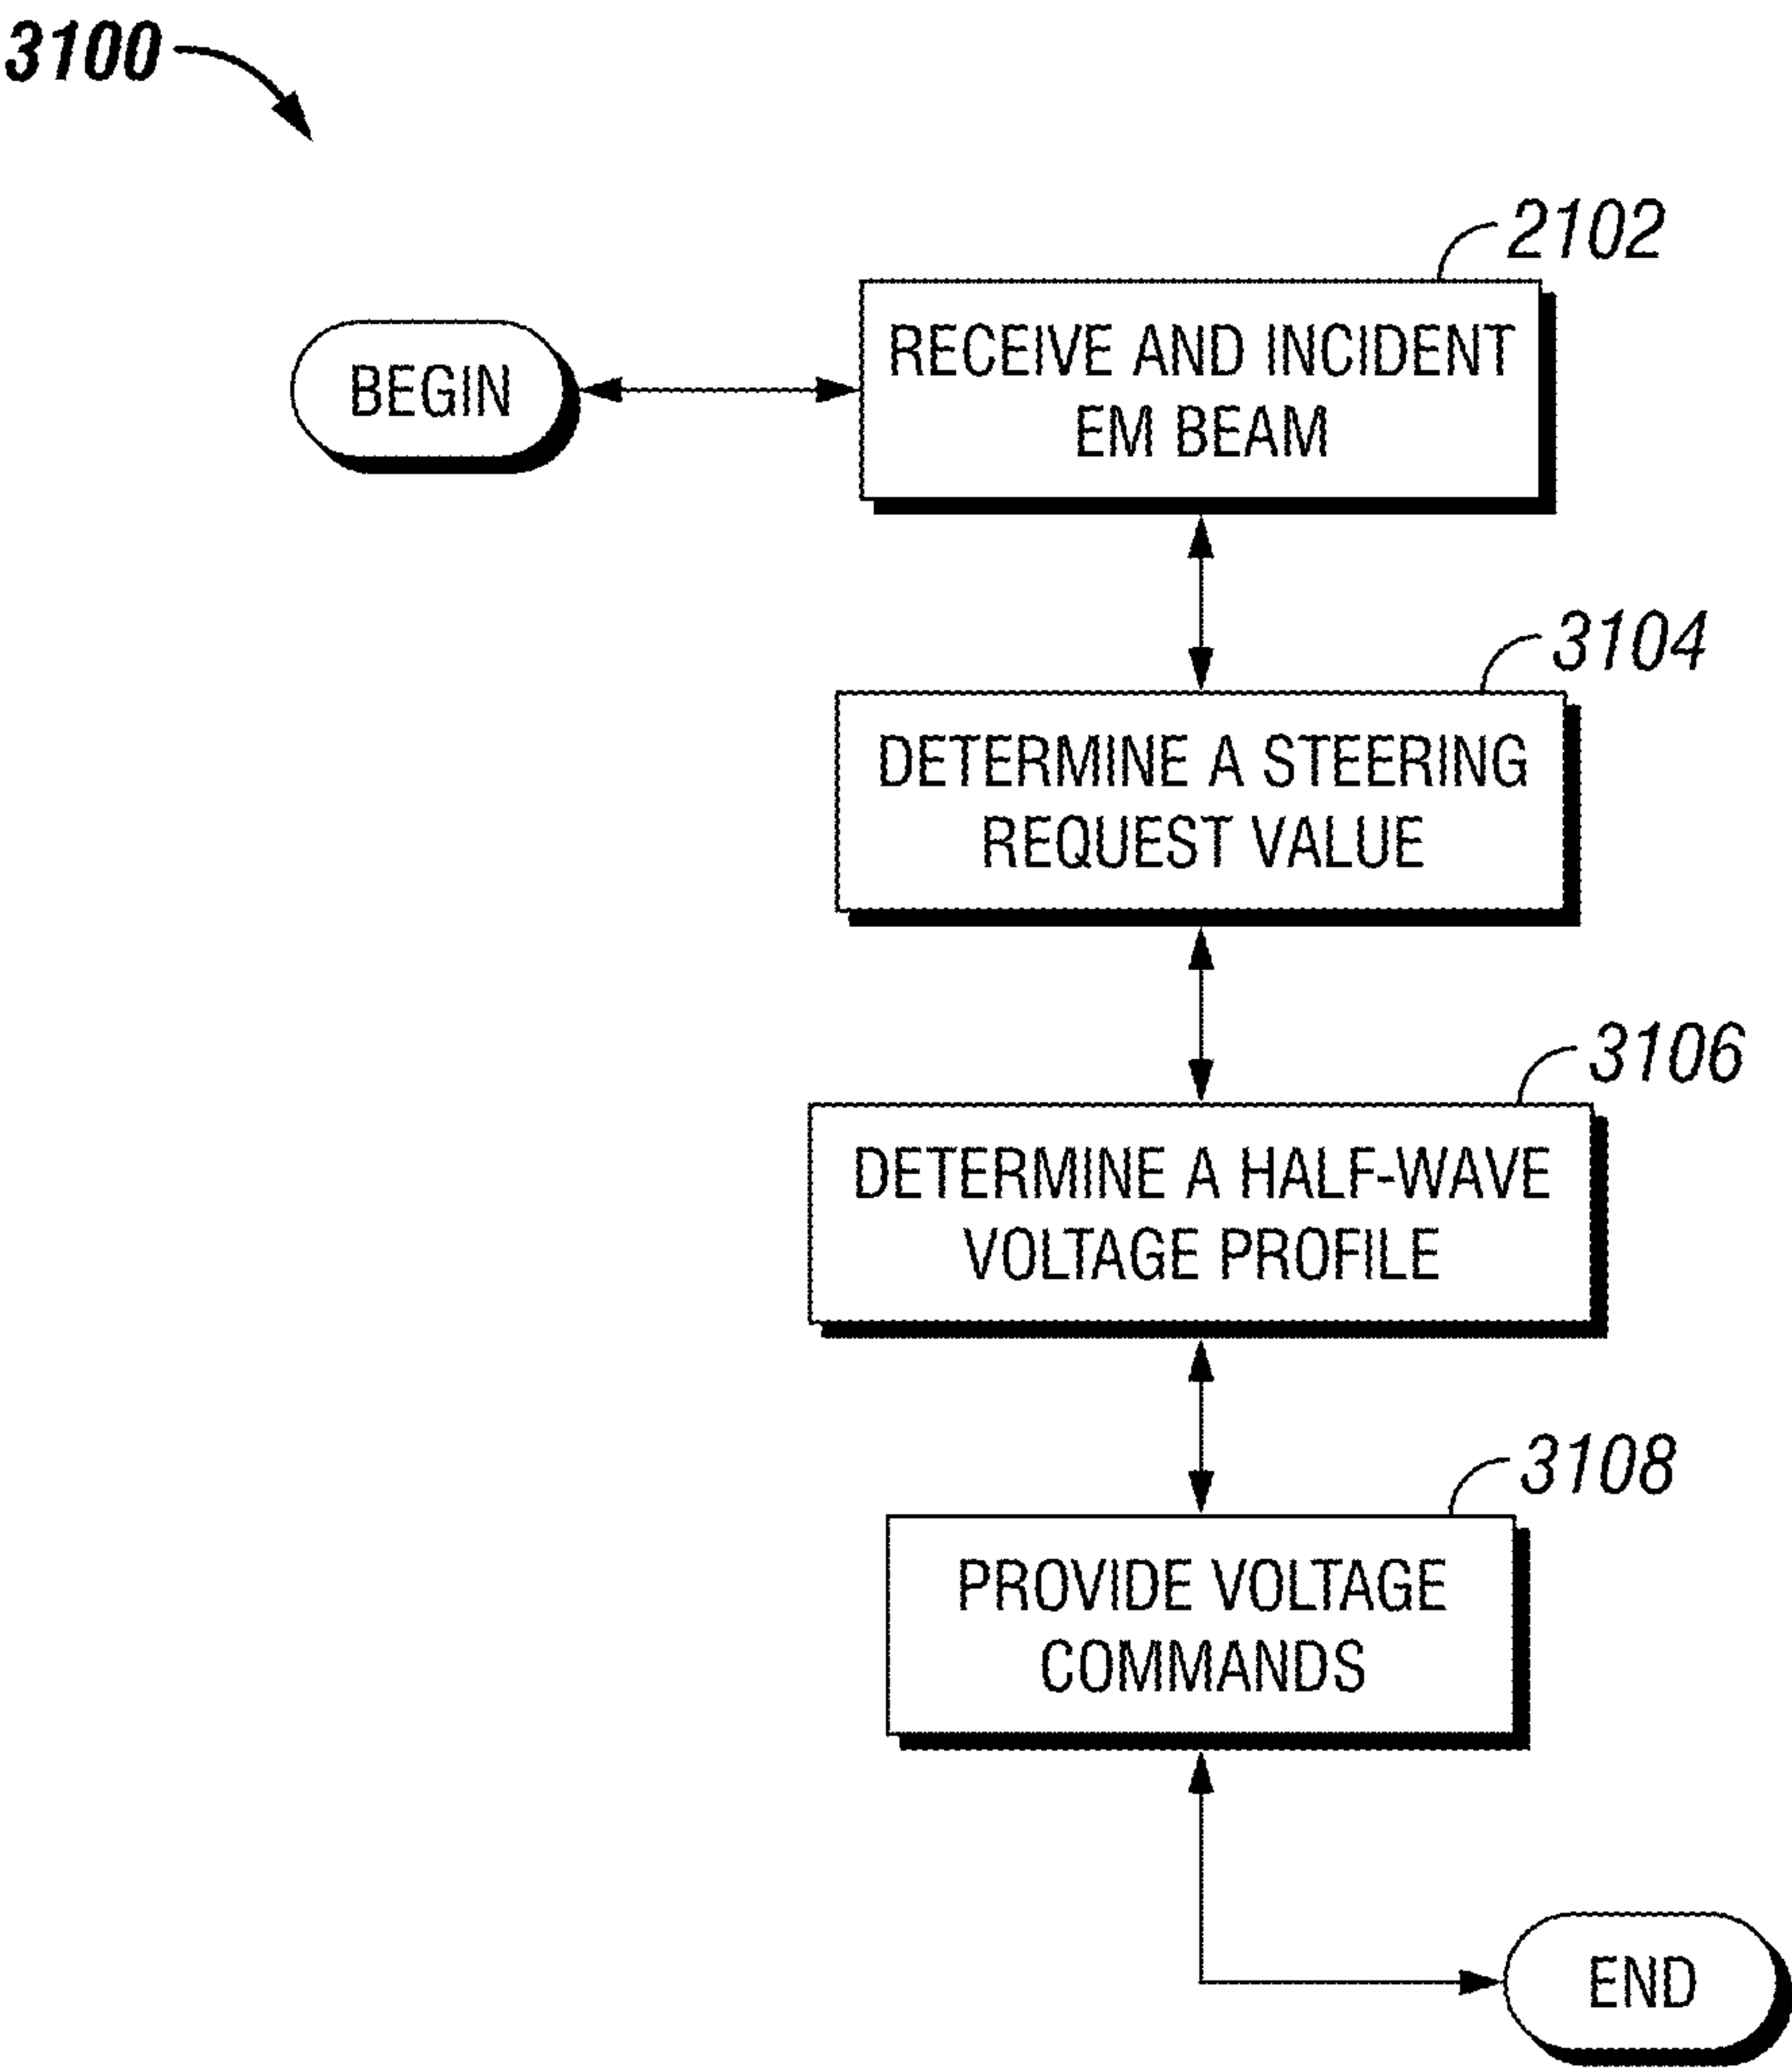 3100
2102
BEGIN
RECEIVE AND INCIDENT
EM BEAM
3104
DETERMINE A STEERING
REQUEST VALUE
3106
DETERMINE A HALF-WAVE
VOLTAGE PROFILE
3108
PROVIDE VOLTAGE
COMMANDS
END